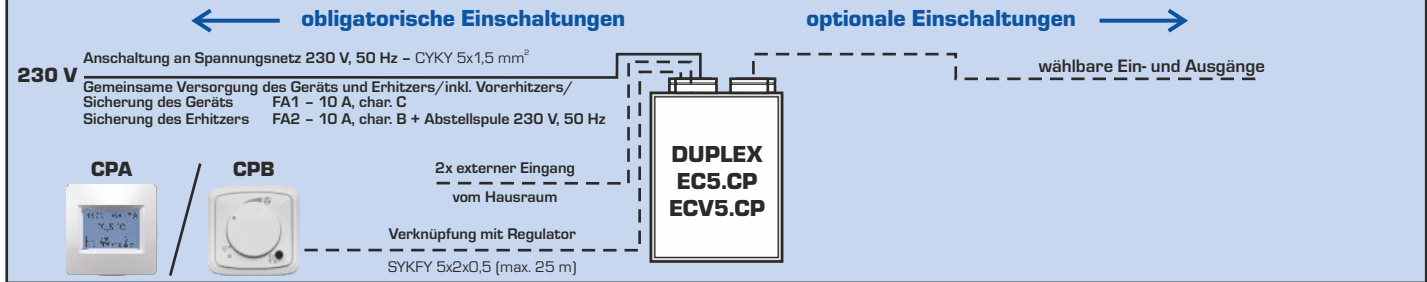 obligatorische Einschaltungen
optionale Einschaltungen
Anschaltung an Spannungsnetz 230 V, 50 Hz – CYKY 5x1,5 mm²
230 V
Gemeinsame Versorgung des Geräts und Erhitzers/inkl. Vorerhitzers/
Sicherung des Geräts FA1 – 10 A, char. C
Sicherung des Erhitzers FA2 – 10 A, char. B + Abstellspule 230 V, 50 Hz
wählbare Ein- und Ausgänge
CPA / CPB
2x externer Eingang
vom Hausraum
DUPLEX
EC5.CP
ECV5.CP
Verknüpfung mit Regulator
SYKFY 5x2x0,5 (max. 25 m)